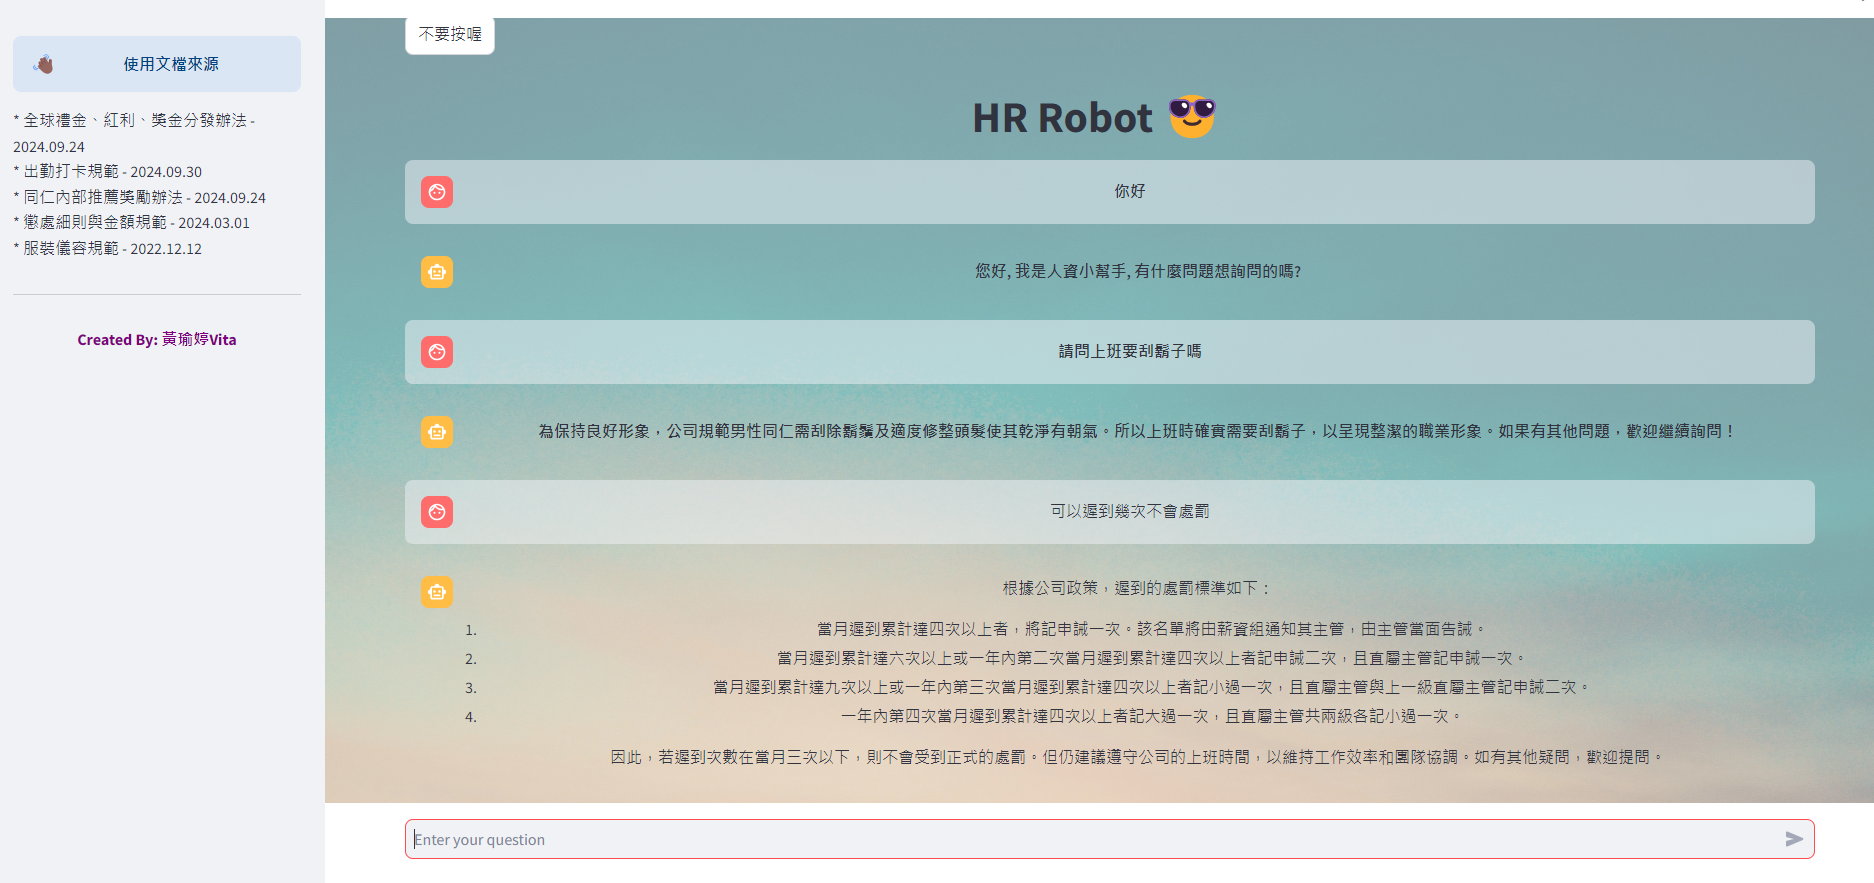 使用文檔來源
* 全球禮金、紅利、獎金分發辦法 -
2024.09.24
* 出勤打卡規範 - 2024.09.30
* 同仁內部推薦獎勵辦法 - 2024.09.24
* 懲處細則與金額規範 - 2024.03.01
* 服裝儀容規範 - 2022.12.12
Created By: 黃瑜婷Vita
不要按喔
HR Robot
你好
您好, 我是人資小幫手, 有什麼問題想詢問的嗎?
請問上班要刮鬍子嗎
為保持良好形象，公司規範男性同仁需刮除鬍鬚及適度修整頭髮使其乾淨有朝氣。所以上班時確實需要刮鬍子，以呈現整潔的職業形象。如果有其他問題，歡迎繼續詢問！
可以遲到幾次不會處罰
根據公司政策，遲到的處罰標準如下：
1. 當月遲到累計達四次以上者，將記申誡一次。該名單將由薪資組通知其主管，由主管當面告誡。
2. 當月遲到累計達六次以上或一年內第二次當月遲到累計達四次以上者記申誡二次，且直屬主管記申誡一次。
3. 當月遲到累計達九次以上或一年內第三次當月遲到累計達四次以上者記小過一次，且直屬主管與上一級直屬主管記申誡二次。
4. 一年內第四次當月遲到累計達四次以上者記大過一次，且直屬主管共兩級各記小過一次。
因此，若遲到次數在當月三次以下，則不會受到正式的處罰。但仍建議遵守公司的上班時間，以維持工作效率和團隊協調。如有其他疑問，歡迎提問。
Enter your question